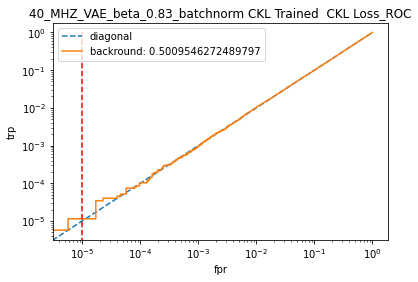 40_MHZ_VAE_beta_0.83_batchnorm CKL Trained  CKL Loss_ROC
diagonal
backround: 0.5009546272489797
10⁰
10⁻¹
10⁻²
10⁻³
10⁻⁴
10⁻⁵
trp
10⁻⁵ 10⁻⁴ 10⁻³ 10⁻² 10⁻¹ 10⁰
fpr